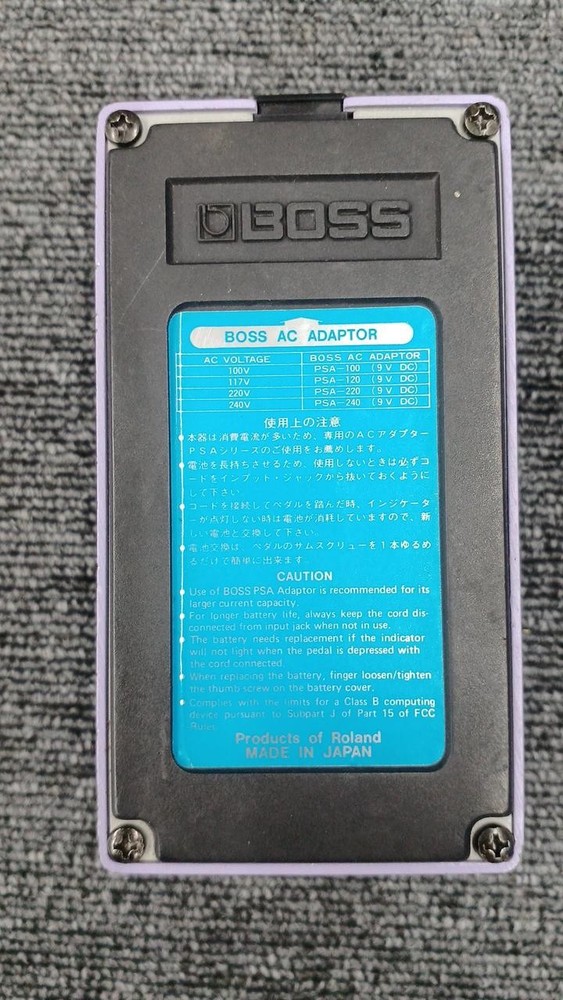 BOSS
BOSS AC ADAPTOR
AC VOLTAGE BOSS AC ADAPTOR
100V PSA-100 (9V DC)
117V PSA-120 (9V DC)
220V PSA-220 (9V DC)
240V PSA-240 (9V DC)
使用上の注意
●本器は消費電流が多いため、専用のACアダプター
PSAシリーズのご使用をお薦めします。
●電池を長持ちさせるため、使用しないときは必ずコ
ードをインプット・ジャックから抜いておくように
して下さい
●コードを接続してペダルを踏んだ時、インジケータ
ーが点灯しない時は電池が消耗していますので、新
しい電池と交換して下さい。
●電池交換は、ペダルのサムスクリューを1本ゆるめ
るだけで簡単に出来ます。
CAUTION
● Use of BOSS PSA Adaptor is recommended for its
larger current capacity.
● For longer battery life, always keep the cord dis-
connected from input jack when not in use.
● The battery needs replacement if the indicator
will not light when the pedal is depressed with
the cord connected.
● When replacing the battery, finger loosen/tighten
the thumb screw on the battery cover.
● Complies with the limits for a Class B computing
device pursuant to Subpart J of Part 15 of FCC
Rules.
Products of Roland
MADE IN JAPAN